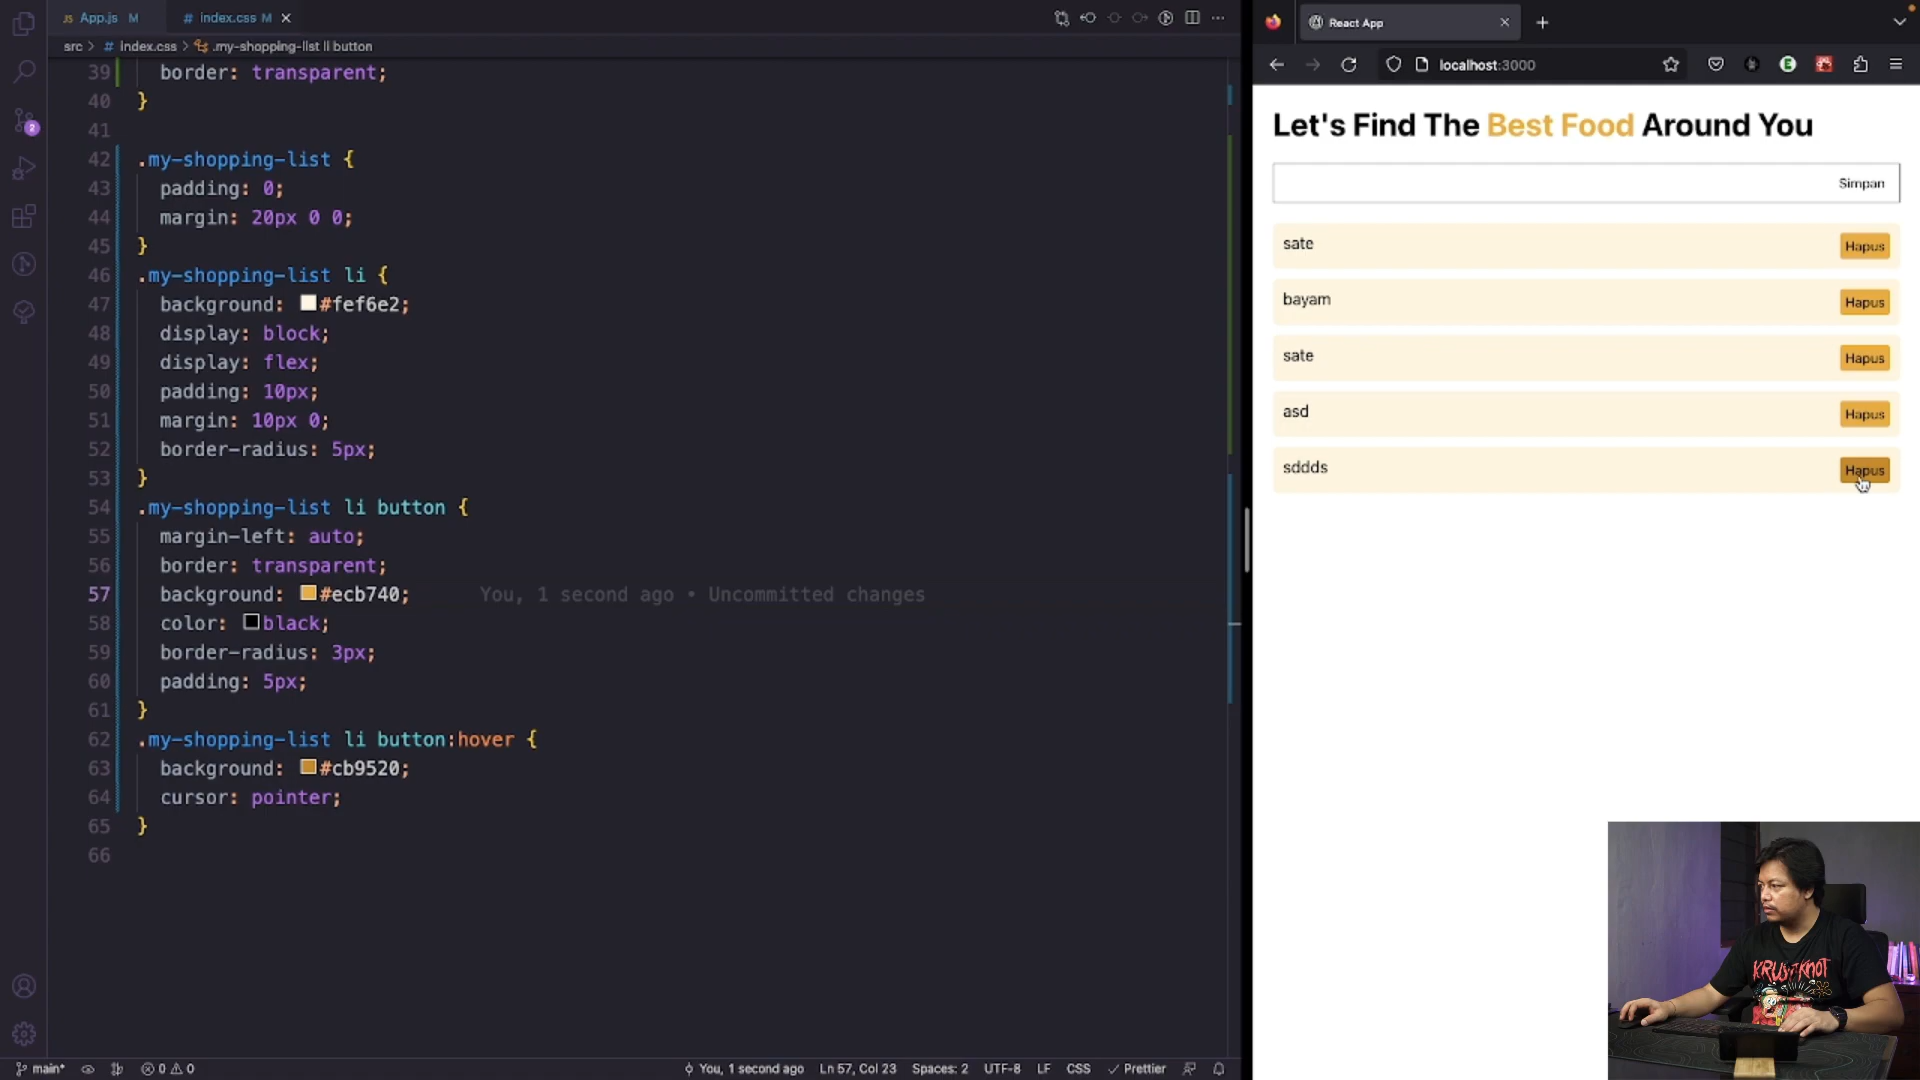 JS App.js M
# index.css M
src > # index.css > .my-shopping-list li button
39 border: transparent;
40 }
41
42 .my-shopping-list {
43 padding: 0;
44 margin: 20px 0 0;
45 }
46 .my-shopping-list li {
47 background: #fef6e2;
48 display: block;
49 display: flex;
50 padding: 10px;
51 margin: 10px 0;
52 border-radius: 5px;
53 }
54 .my-shopping-list li button {
55 margin-left: auto;
56 border: transparent;
57 background: #ecb740; You, 1 second ago • Uncommitted changes
58 color: black;
59 border-radius: 3px;
60 padding: 5px;
61 }
62 .my-shopping-list li button:hover {
63 background: #cb9520;
64 cursor: pointer;
65 }
66
2
main* 0 0 You, 1 second ago Ln 57, Col 23 Spaces: 2 UTF-8 LF CSS Prettier
React App
localhost:3000
Let's Find The Best Food Around You
Simpan
sate Hapus
bayam Hapus
sate Hapus
asd Hapus
sddds Hapus